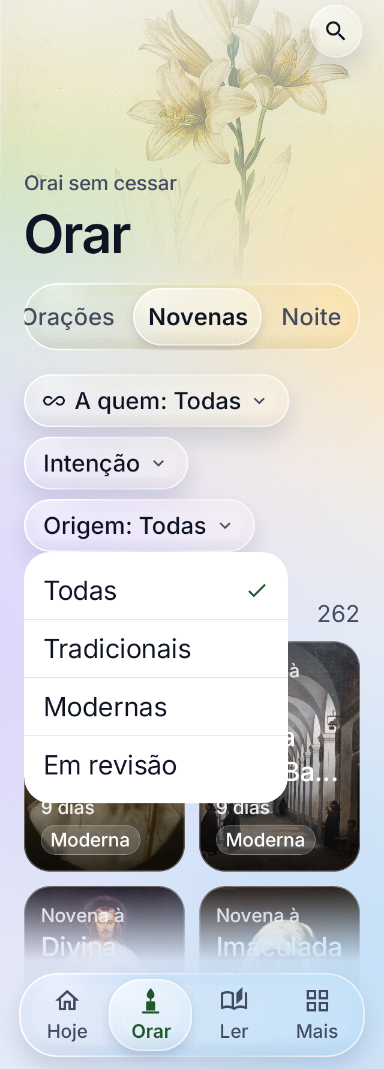 Orai sem cessar
Orar
Orações
Novenas
Noite
A quem: Todas
Intenção
Origem: Todas
Todas
Tradicionais
Modernas
Em revisão
262
à
a
Ba...
9 dias
9 dias
Moderna
Moderna
Novena à
Divina
Novena à
Imaculada
Hoje
Orar
Ler
Mais